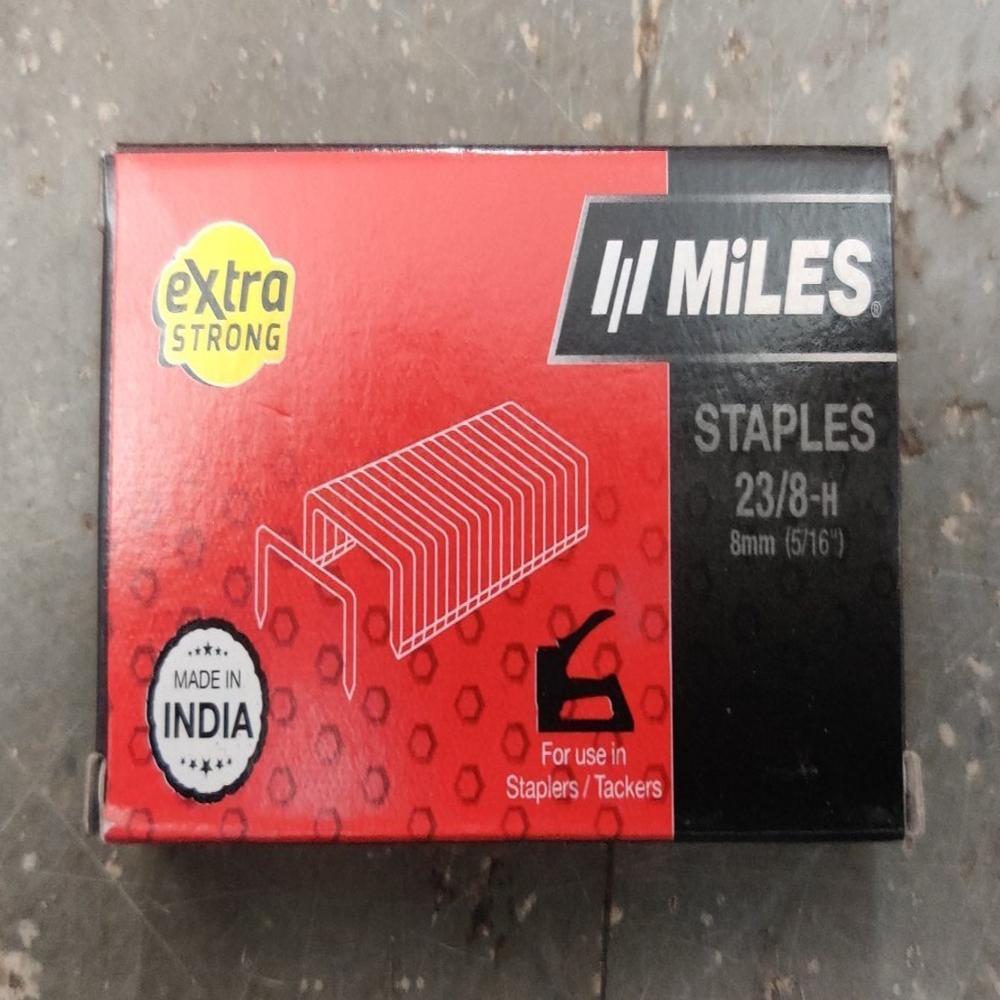 eXtra
STRONG
MiLES®
STAPLES
23/8-H
8mm (5/16")
MADE IN
INDIA
For use in
Staplers / Tackers